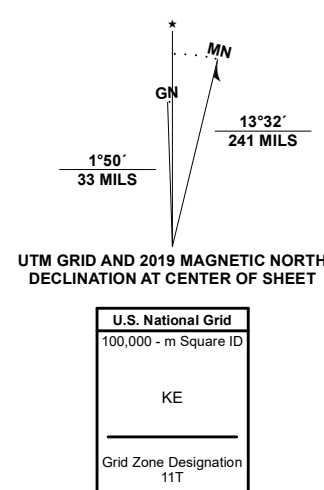 ★
MN
GN
13°32´
241 MILS
1°50´
33 MILS
UTM GRID AND 2019 MAGNETIC NORTH
DECLINATION AT CENTER OF SHEET
U.S. National Grid
100,000 - m Square ID
KE
Grid Zone Designation
11T